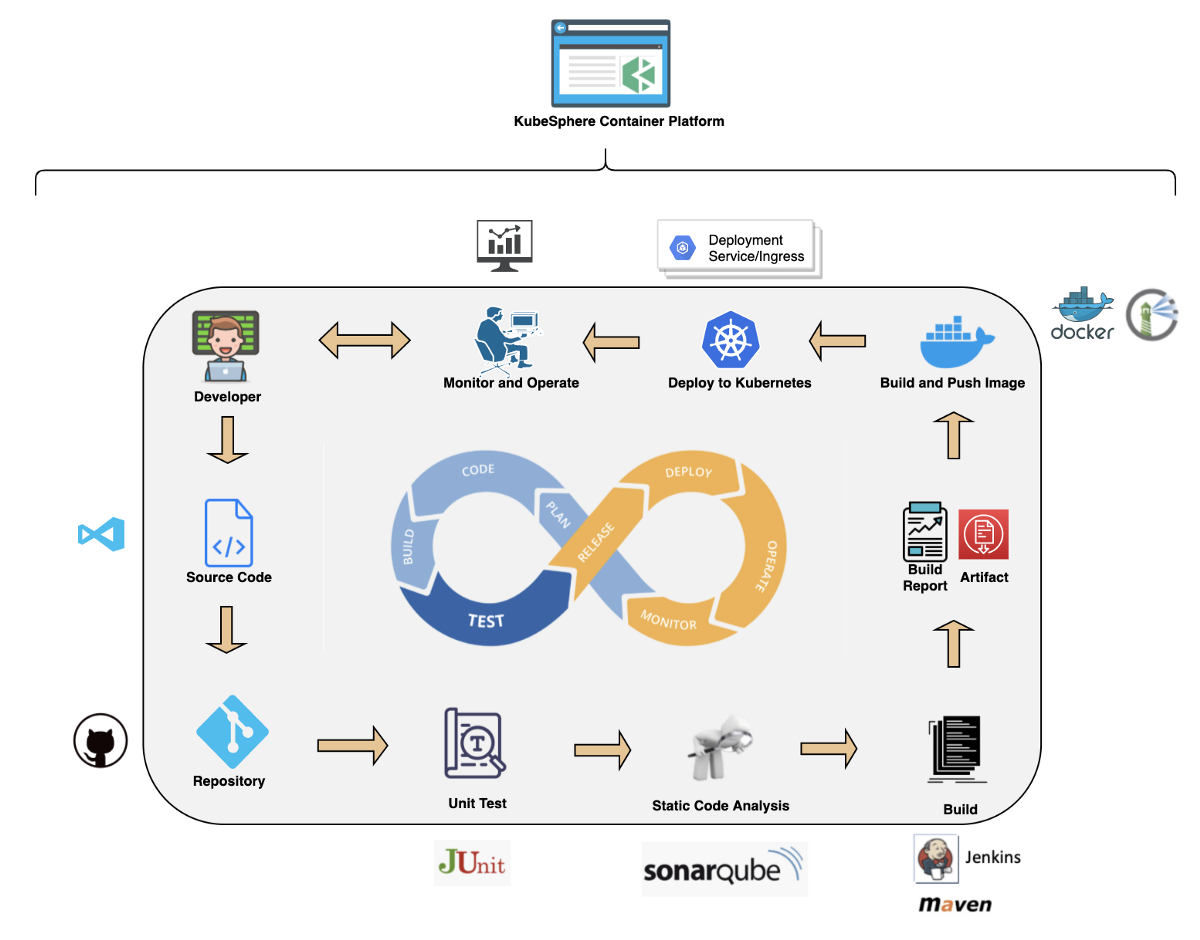 KubeSphere Container Platform
Deployment
Service/Ingress
docker
Developer
Monitor and Operate
Deploy to Kubernetes
Build and Push Image
CODE
DEPLOY
PLAN
RELEASE
BUILD
OPERATE
TEST
MONITOR
</>
Source Code
Build
Report
Artifact
T
Repository
Unit Test
Static Code Analysis
Build
JUnit
sonarqube
Jenkins
maven